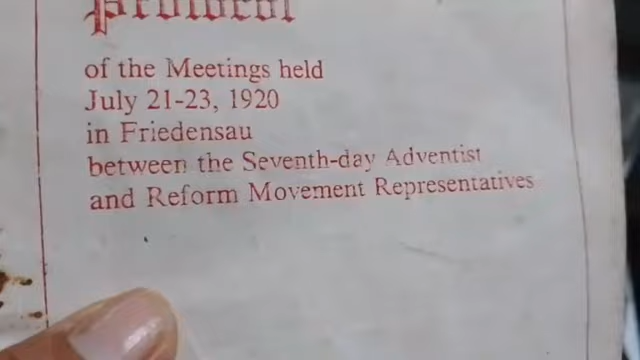 Protocol
of the Meetings held
July 21-23, 1920
in Friedensau
between the Seventh-day Adventist
and Reform Movement Representatives